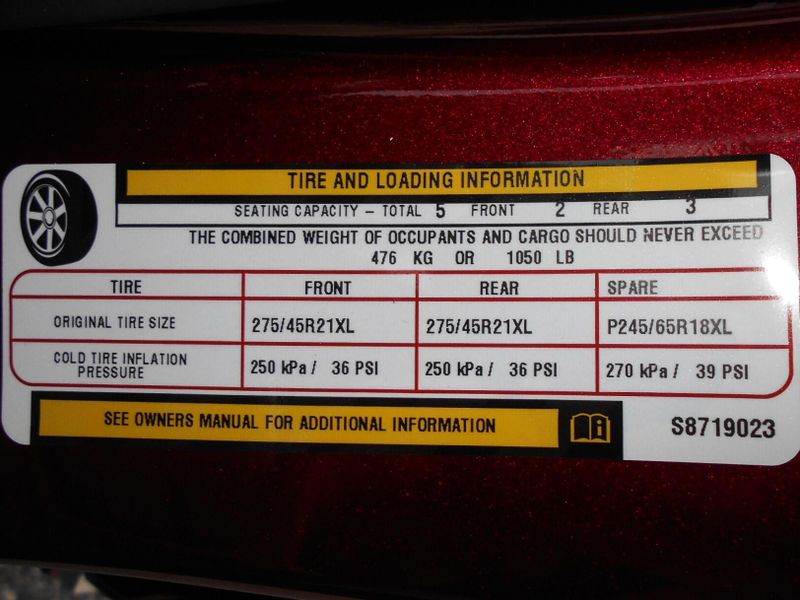 TIRE AND LOADING INFORMATION
SEATING CAPACITY – TOTAL 5 FRONT 2 REAR 3
THE COMBINED WEIGHT OF OCCUPANTS AND CARGO SHOULD NEVER EXCEED
476 KG OR 1050 LB
TIRE FRONT REAR SPARE
ORIGINAL TIRE SIZE 275/45R21XL 275/45R21XL P245/65R18XL
COLD TIRE INFLATION
PRESSURE 250 kPa / 36 PSI 250 kPa / 36 PSI 270 kPa / 39 PSI
SEE OWNERS MANUAL FOR ADDITIONAL INFORMATION
S8719023